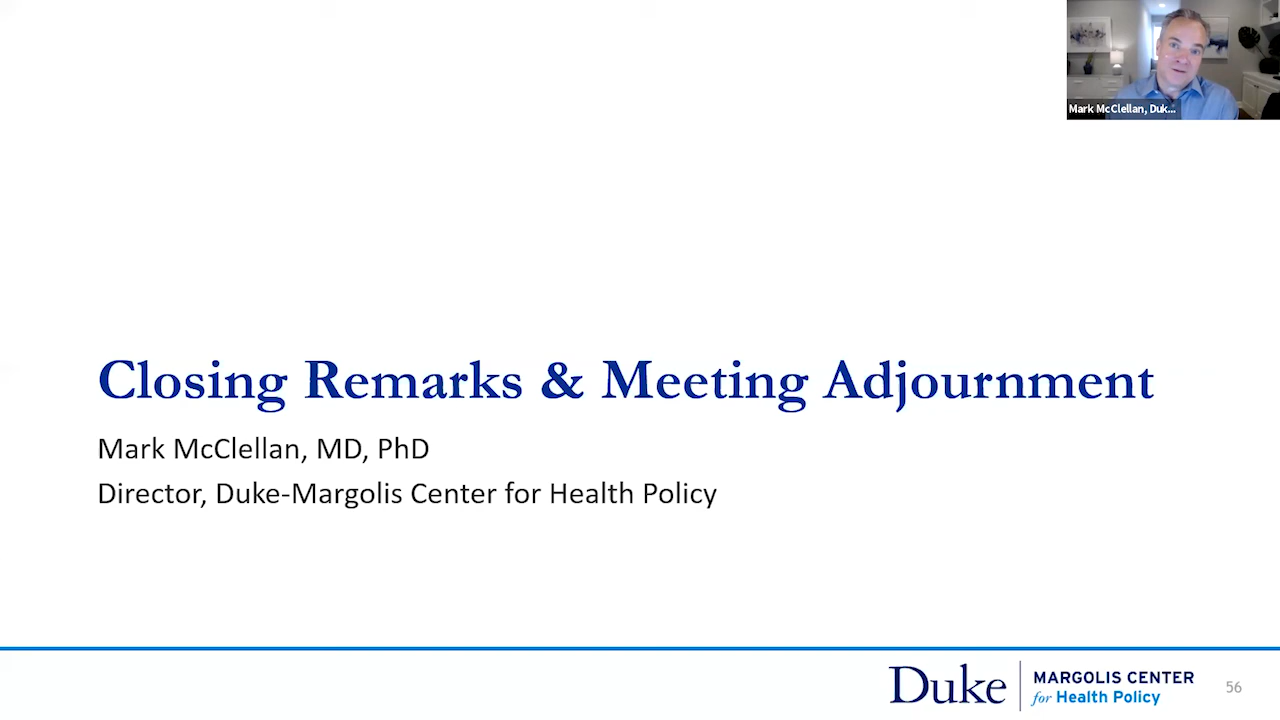 Mark McClellan, Duk...
Closing Remarks & Meeting Adjournment
Mark McClellan, MD, PhD
Director, Duke-Margolis Center for Health Policy
Duke
MARGOLIS CENTER
for Health Policy
56